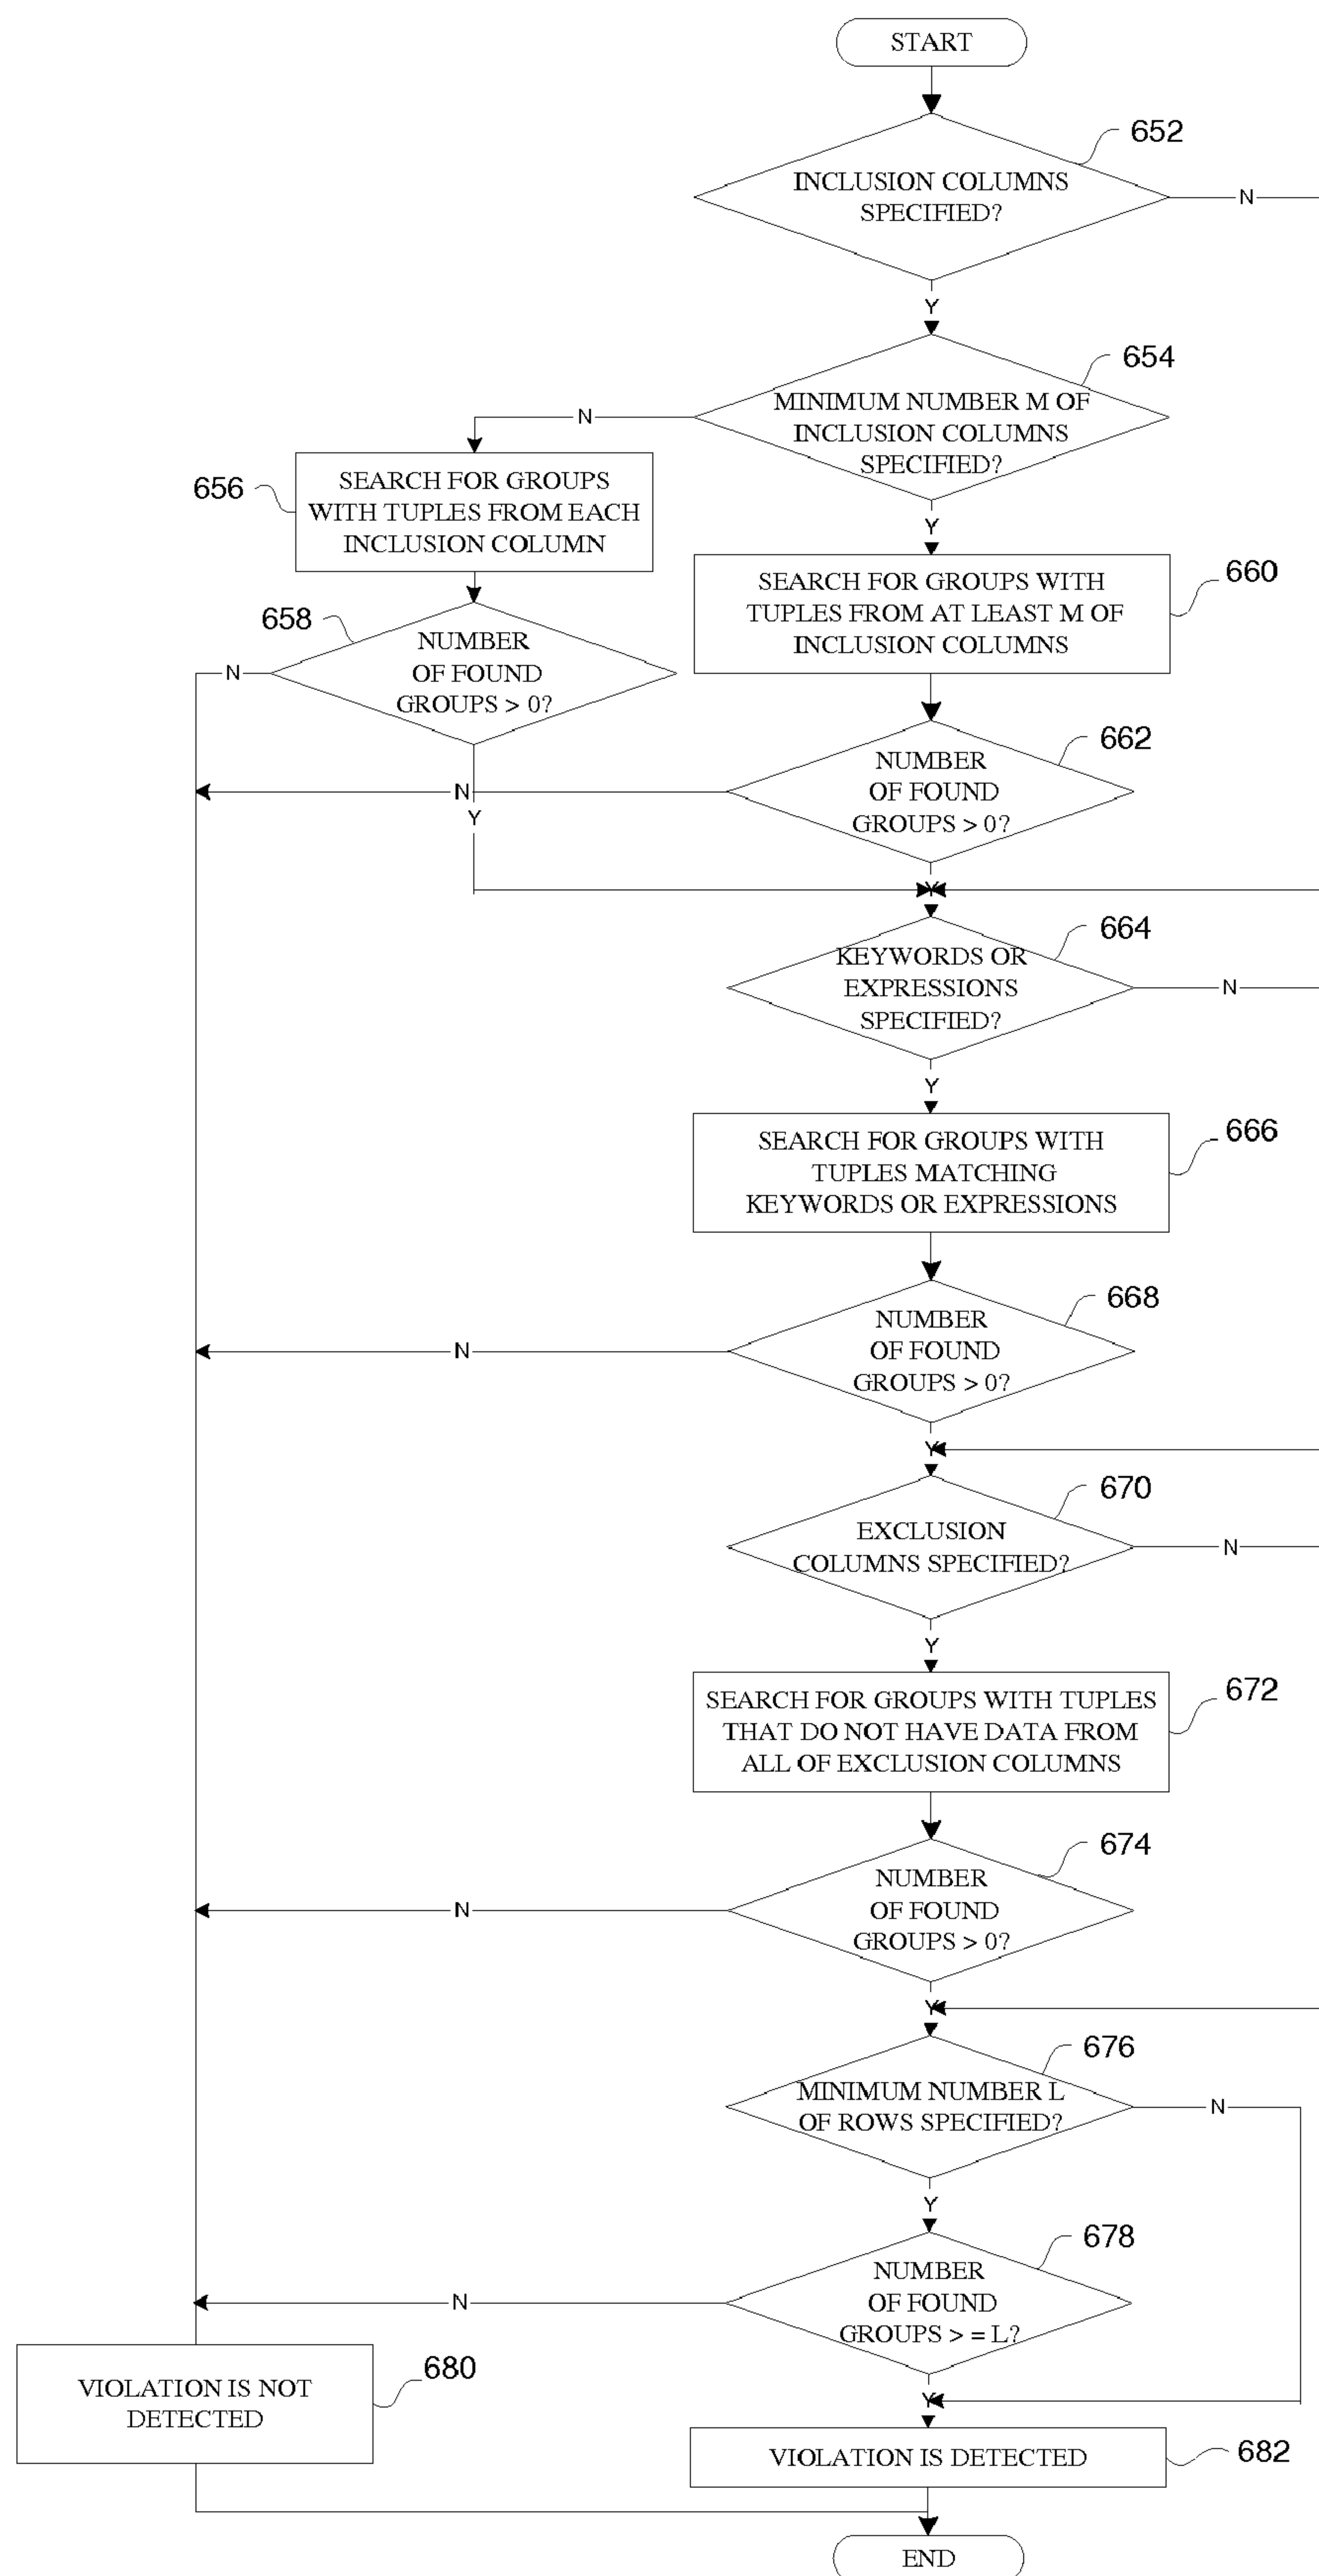 START
652
INCLUSION COLUMNS
SPECIFIED?
N
Y
654
MINIMUM NUMBER M OF
INCLUSION COLUMNS
SPECIFIED?
N
Y
656
SEARCH FOR GROUPS
WITH TUPLES FROM EACH
INCLUSION COLUMN
660
SEARCH FOR GROUPS WITH
TUPLES FROM AT LEAST M OF
INCLUSION COLUMNS
658
NUMBER
OF FOUND
GROUPS > 0?
N
Y
662
NUMBER
OF FOUND
GROUPS > 0?
N
Y
664
KEYWORDS OR
EXPRESSIONS
SPECIFIED?
N
Y
666
SEARCH FOR GROUPS WITH
TUPLES MATCHING
KEYWORDS OR EXPRESSIONS
668
NUMBER
OF FOUND
GROUPS > 0?
N
Y
670
EXCLUSION
COLUMNS SPECIFIED?
N
Y
672
SEARCH FOR GROUPS WITH TUPLES
THAT DO NOT HAVE DATA FROM
ALL OF EXCLUSION COLUMNS
674
NUMBER
OF FOUND
GROUPS > 0?
N
Y
676
MINIMUM NUMBER L
OF ROWS SPECIFIED?
N
Y
678
NUMBER
OF FOUND
GROUPS > = L?
N
Y
680
VIOLATION IS NOT
DETECTED
682
VIOLATION IS DETECTED
END